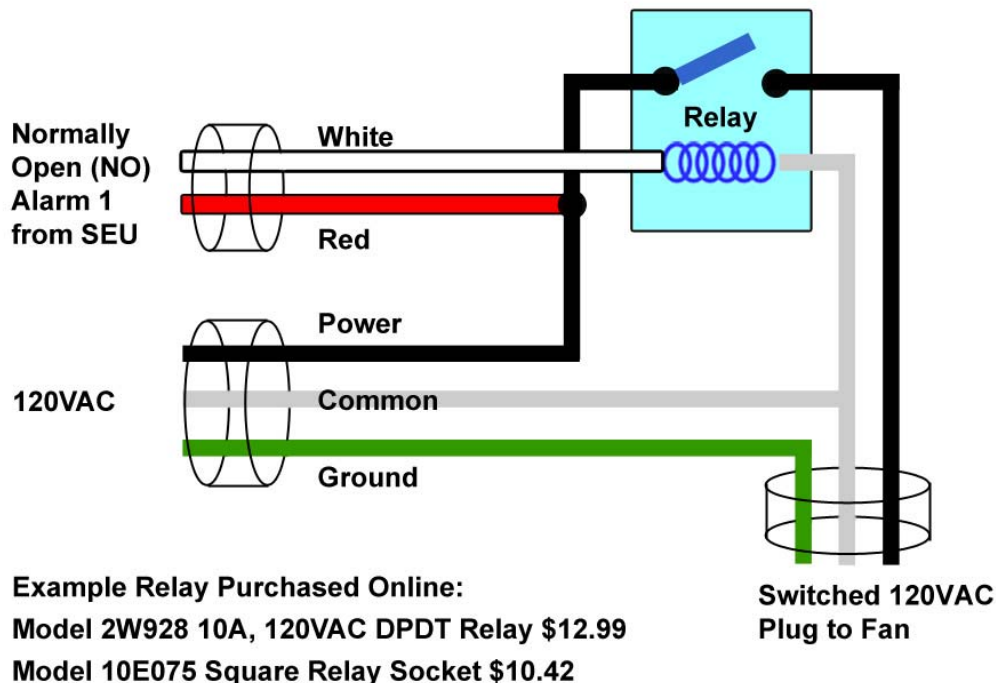 Normally
Open (NO)
Alarm 1
from SEU
White
Red
Relay
120VAC
Power
Common
Ground
Switched 120VAC
Plug to Fan
Example Relay Purchased Online:
Model 2W928 10A, 120VAC DPDT Relay $12.99
Model 10E075 Square Relay Socket $10.42